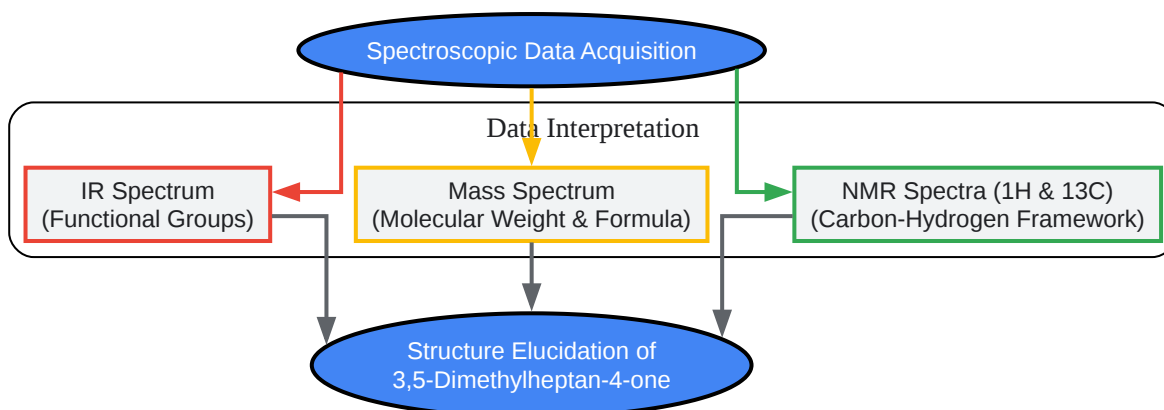 Spectroscopic Data Acquisition
Data Interpretation
IR Spectrum
(Functional Groups)
Mass Spectrum
(Molecular Weight & Formula)
NMR Spectra (1H & 13C)
(Carbon-Hydrogen Framework)
Structure Elucidation of
3,5-Dimethylheptan-4-one